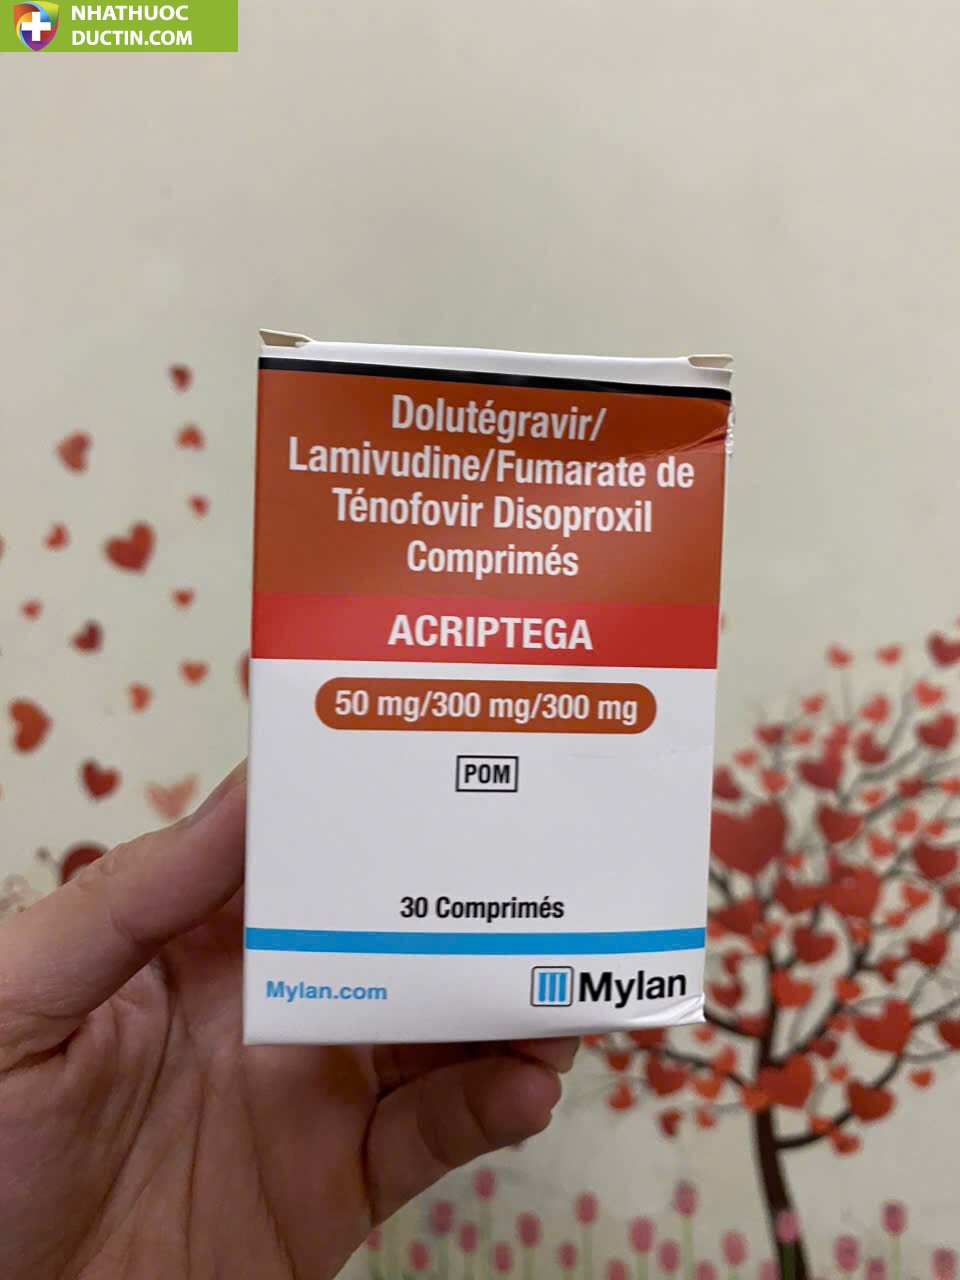 NHATHUOC
DUCTIN.COM
Dolutégravir/
Lamivudine/Fumarate de
Ténofovir Disoproxil
Comprimés
ACRIPTEGA
50 mg/300 mg/300 mg
POM
30 Comprimés
Mylan.com
Mylan